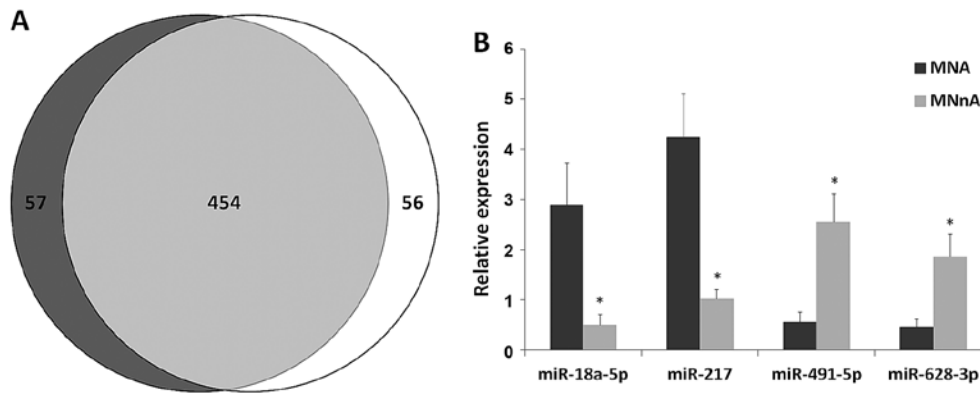 A
57
454
56
B
Relative expression
6
5
4
3
2
1
0
MNA
MNnA
*
*
*
*
miR-18a-5p
miR-217
miR-491-5p
miR-628-3p